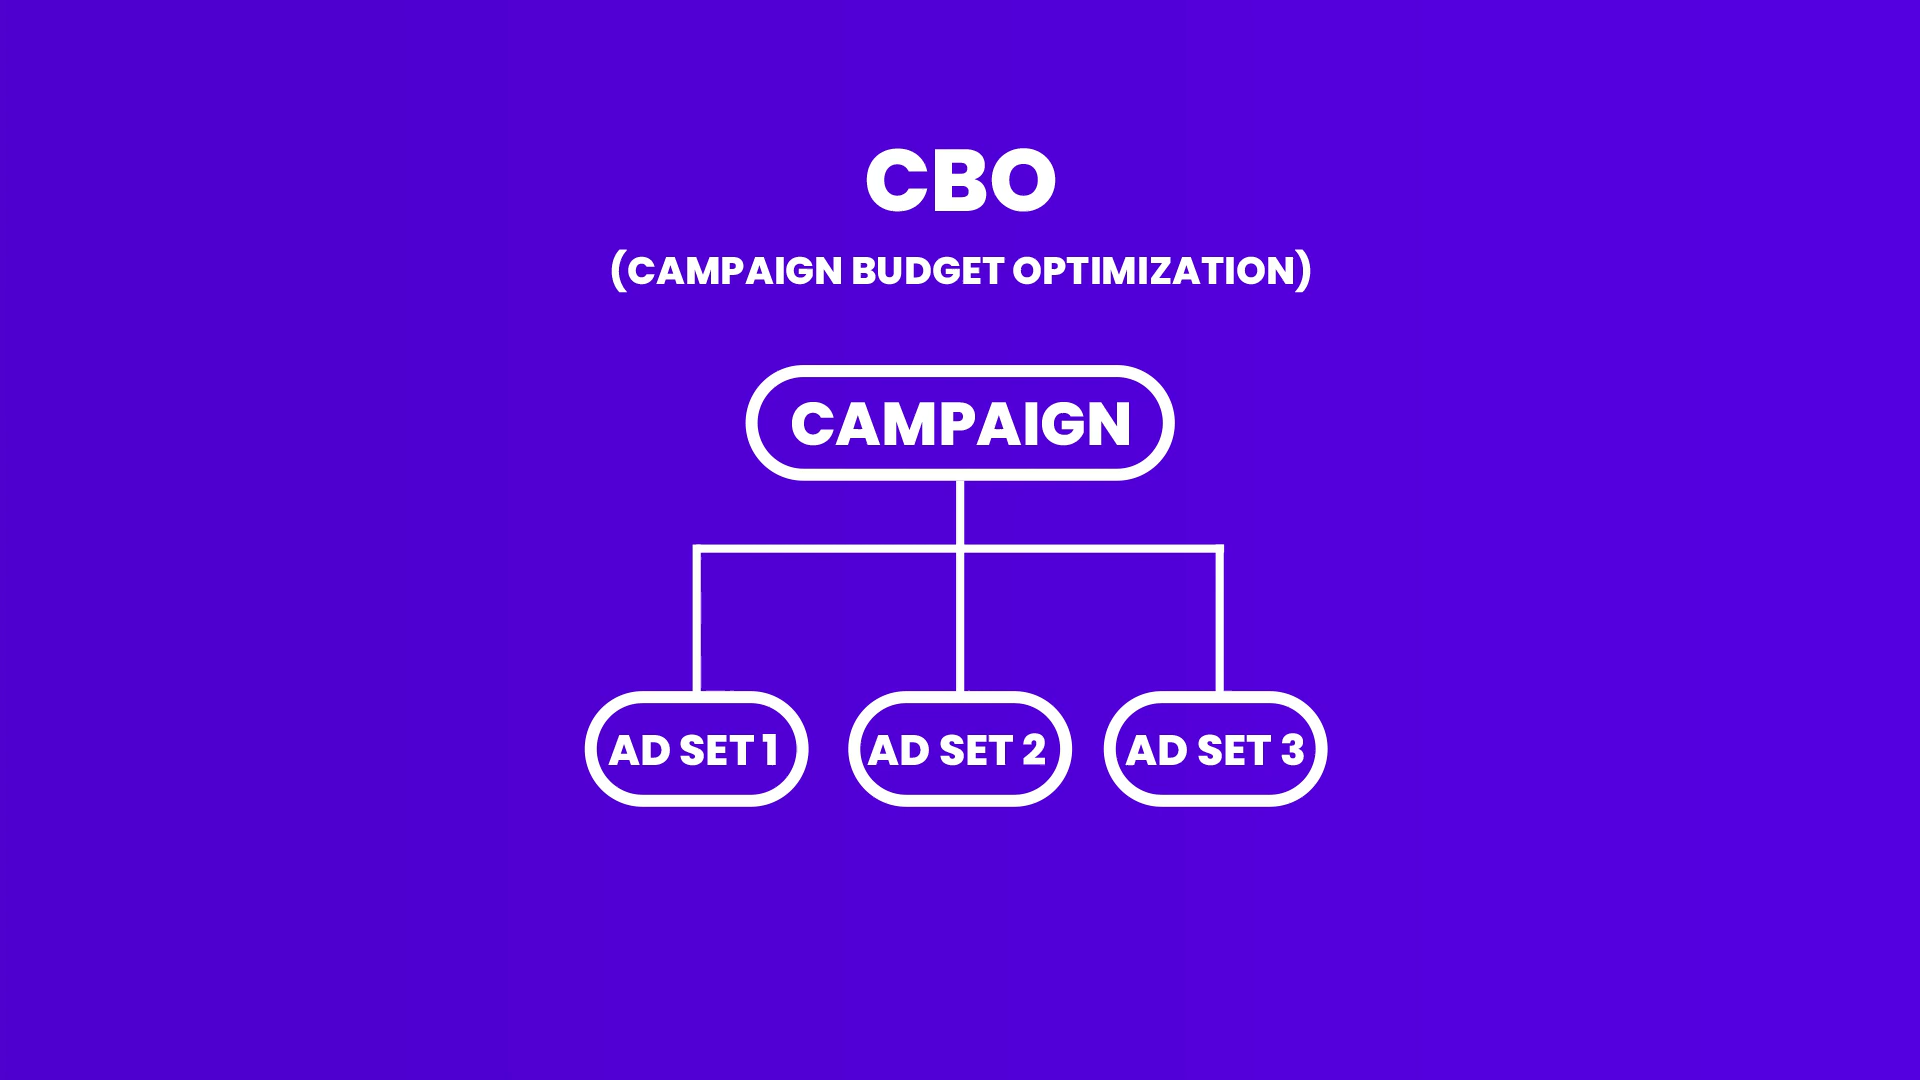 CBO
(CAMPAIGN BUDGET OPTIMIZATION)
CAMPAIGN
AD SET 1
AD SET 2
AD SET 3